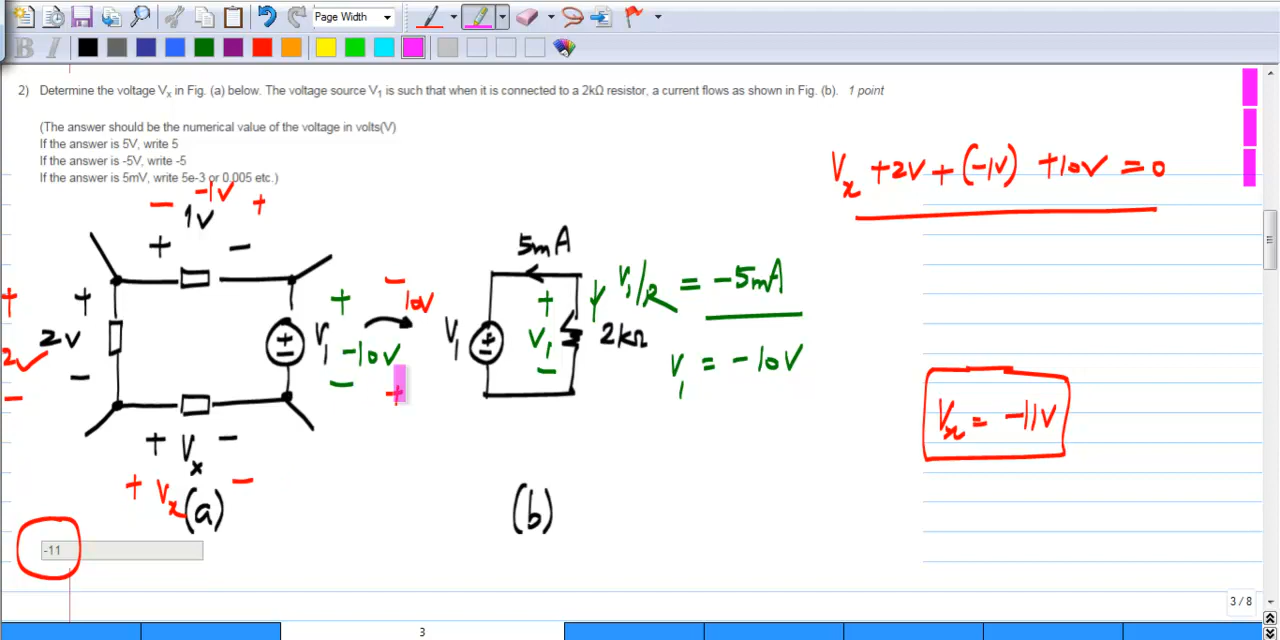 Page Width
B I
2) Determine the voltage Vx in Fig. (a) below. The voltage source V1 is such that when it is connected to a 2kΩ resistor, a current flows as shown in Fig. (b). 1 point
(The answer should be the numerical value of the voltage in volts(V)
If the answer is 5V, write 5
If the answer is -5V, write -5
If the answer is 5mV, write 5e-3 or 0.005 etc.)
Vx + 2V + (-1V) + 10V = 0
- -1V +
1V
+ -
5mA
+ 2V -
+ 2V -
V1
+ -10V -
- 10V +
V1
+ V1 -
2kΩ
V1/R = -5mA
V1 = -10V
Vx = -11V
+ Vx -
+ Vx -
(a)
(b)
-11
3 / 8
3